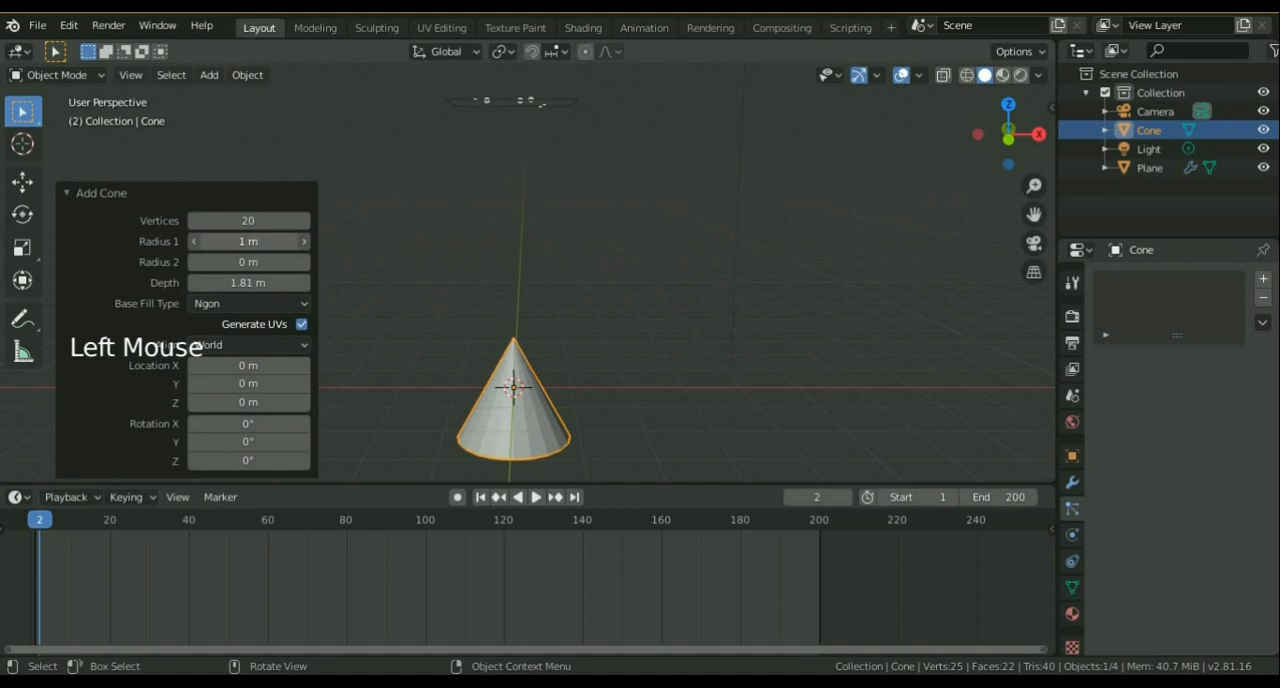 File Edit Render Window Help Layout Modeling Sculpting UV Editing Texture Paint Shading Animation Rendering Compositing Scripting + Scene View Layer
Global Options
Object Mode View Select Add Object
User Perspective
(2) Collection | Cone
Z
X
Scene Collection
Collection
Camera
Cone
Light
Plane
Cone
Add Cone
Vertices 20
Radius 1 1 m
Radius 2 0 m
Depth 1.81 m
Base Fill Type Ngon
Generate UVs
World
Left Mouse
Location X 0 m
Y 0 m
Z 0 m
Rotation X 0°
Y 0°
Z 0°
Playback Keying View Marker 2 Start 1 End 200
2 20 40 60 80 100 120 140 160 180 200 220 240
Select Box Select Rotate View Object Context Menu Collection | Cone | Verts:25 | Faces:22 | Tris:40 | Objects:1/4 | Mem: 40.7 MiB | v2.81.16